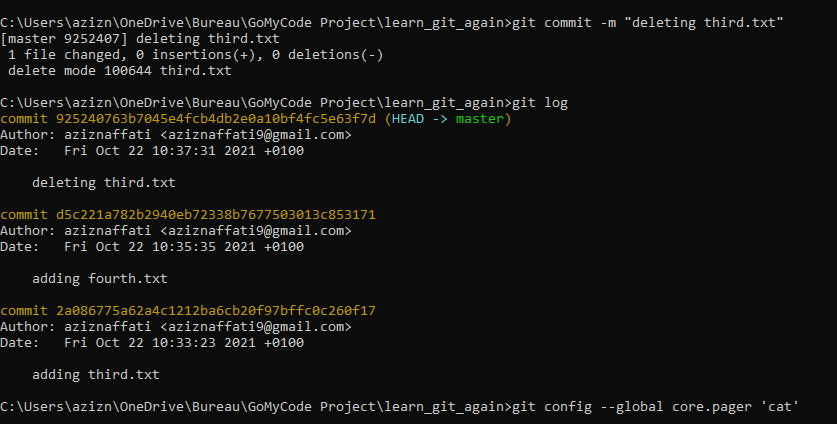 C:\Users\azizn\OneDrive\Bureau\GoMyCode Project\learn_git_again>git commit -m "deleting third.txt"
[master 9252407] deleting third.txt
 1 file changed, 0 insertions(+), 0 deletions(-)
 delete mode 100644 third.txt

C:\Users\azizn\OneDrive\Bureau\GoMyCode Project\learn_git_again>git log
commit 925240763b7045e4fcb4db2e0a10bf4fc5e63f7d (HEAD -> master)
Author: aziznaffati <aziznaffati9@gmail.com>
Date:   Fri Oct 22 10:37:31 2021 +0100

    deleting third.txt

commit d5c221a782b2940eb72338b7677503013c853171
Author: aziznaffati <aziznaffati9@gmail.com>
Date:   Fri Oct 22 10:35:35 2021 +0100

    adding fourth.txt

commit 2a086775a62a4c1212ba6cb20f97bffc0c260f17
Author: aziznaffati <aziznaffati9@gmail.com>
Date:   Fri Oct 22 10:33:23 2021 +0100

    adding third.txt

C:\Users\azizn\OneDrive\Bureau\GoMyCode Project\learn_git_again>git config --global core.pager 'cat'